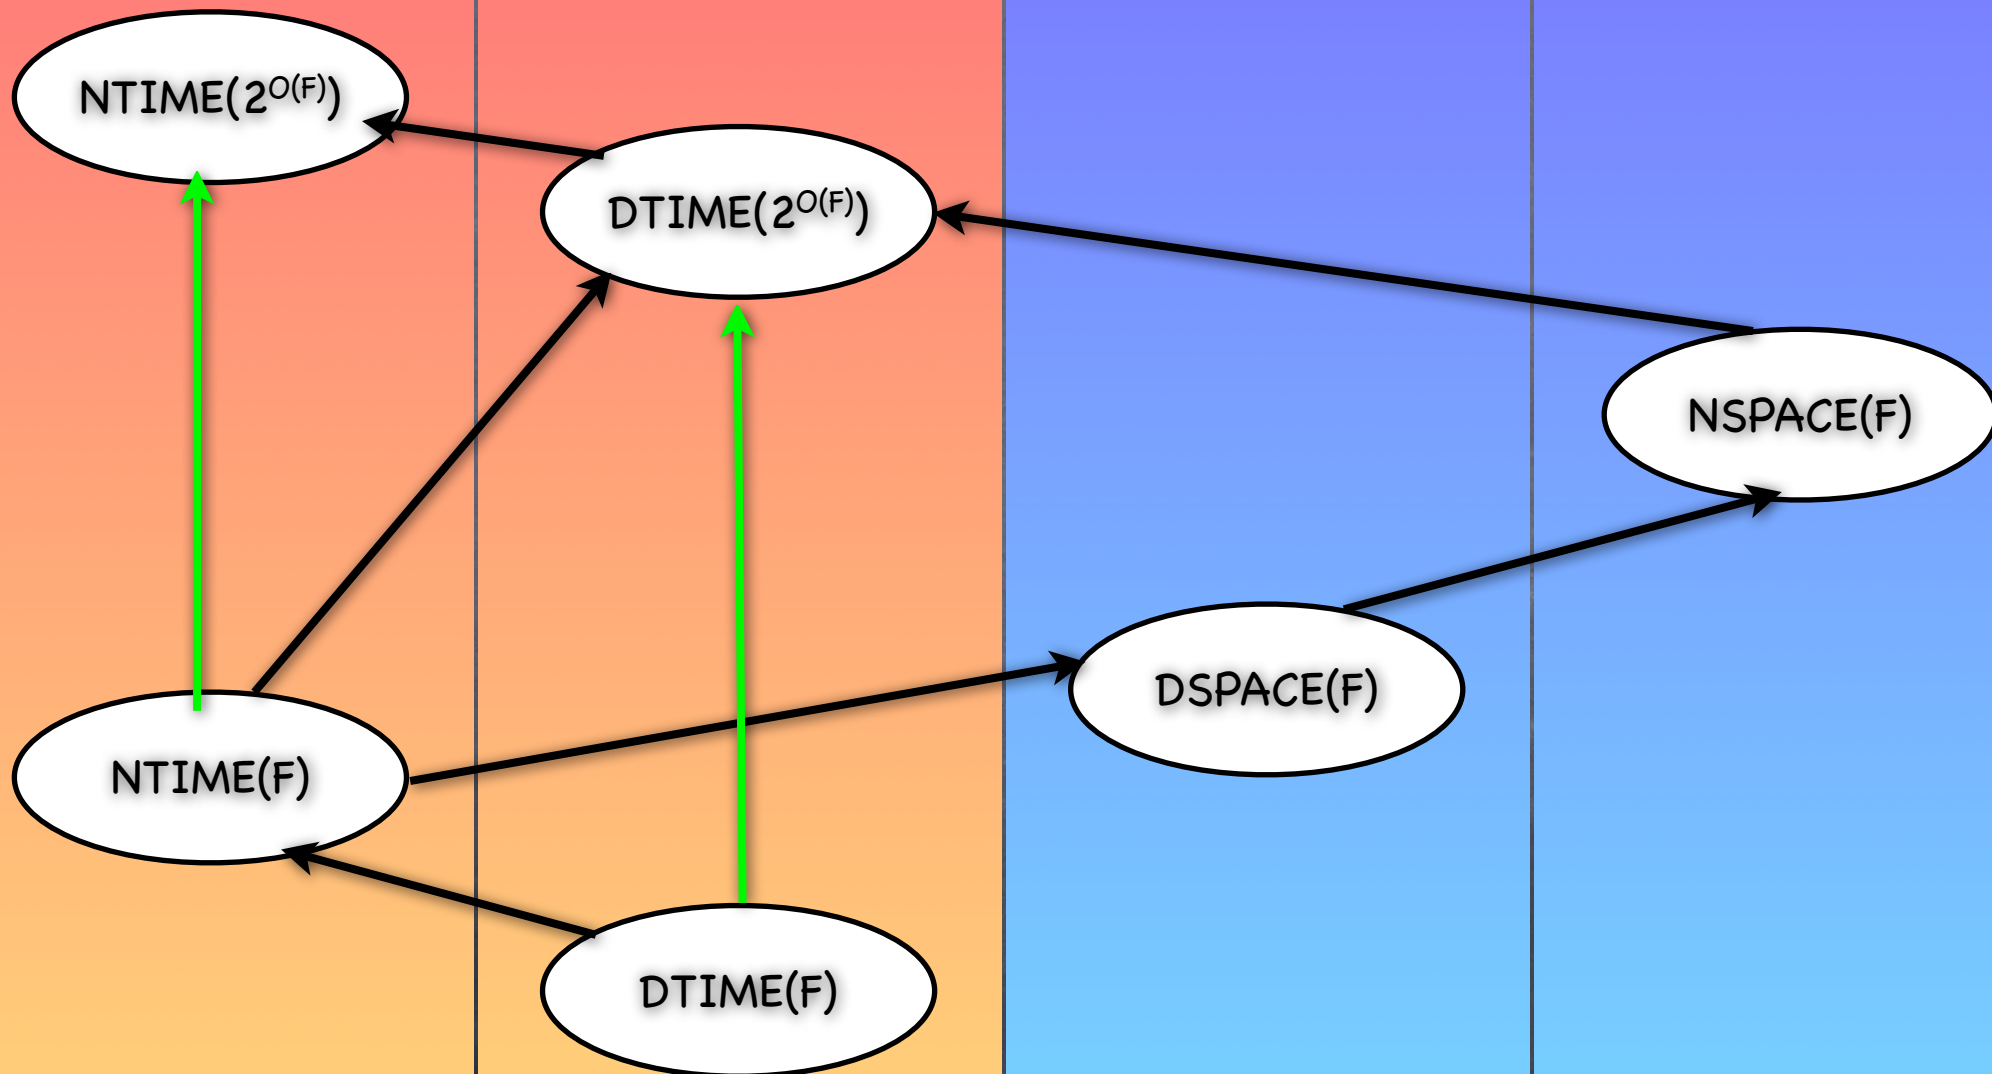 NTIME(2^O(F))
DTIME(2^O(F))
NSPACE(F)
DSPACE(F)
NTIME(F)
DTIME(F)